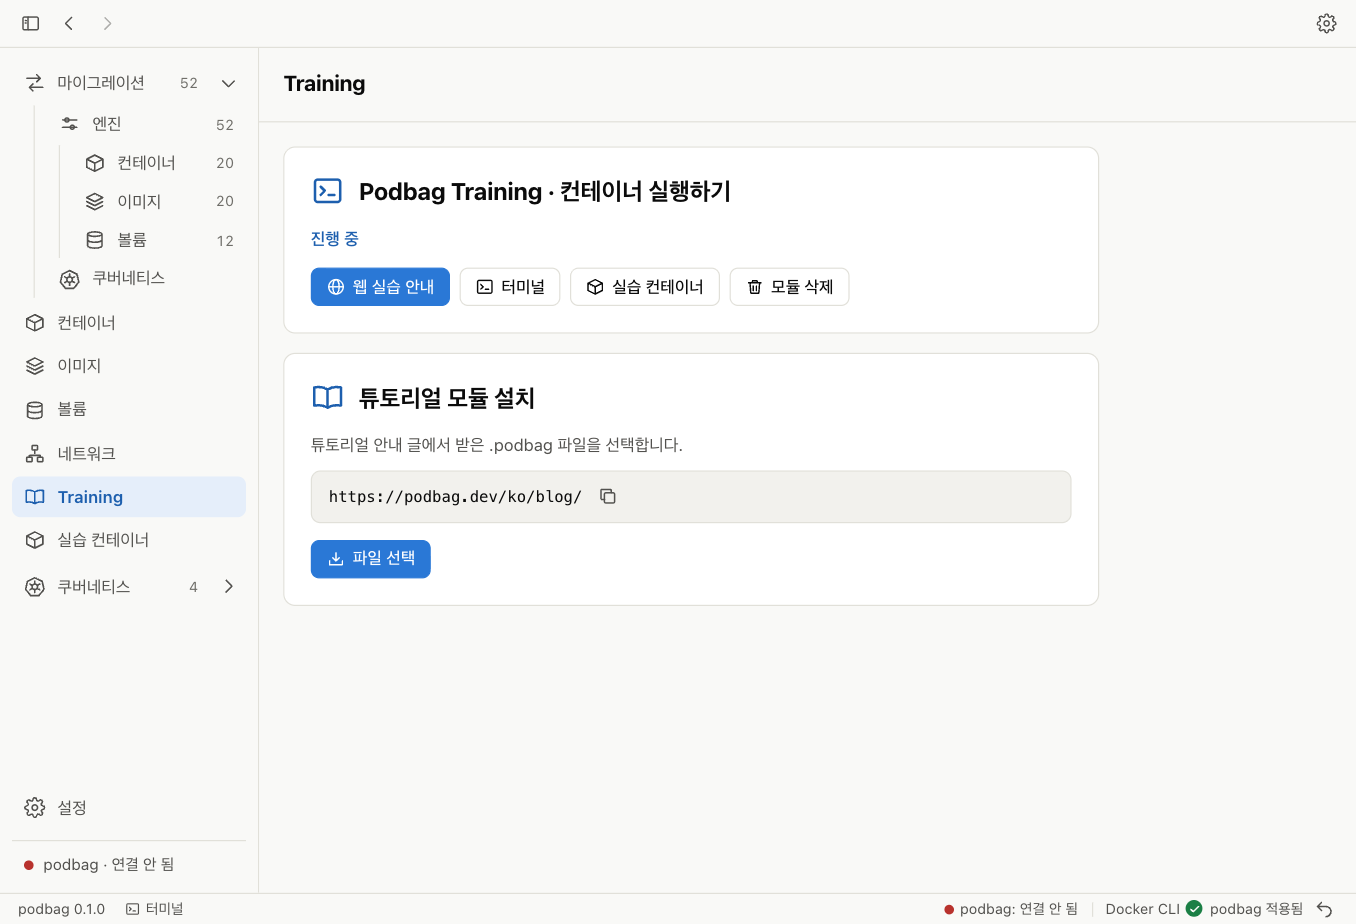 마이그레이션 52
엔진 52
컨테이너 20
이미지 20
볼륨 12
쿠버네티스
컨테이너
이미지
볼륨
네트워크
Training
실습 컨테이너
쿠버네티스 4
설정
podbag · 연결 안 됨
Training
Podbag Training · 컨테이너 실행하기
진행 중
웹 실습 안내 터미널 실습 컨테이너 모듈 삭제
튜토리얼 모듈 설치
튜토리얼 안내 글에서 받은 .podbag 파일을 선택합니다.
https://podbag.dev/ko/blog/
파일 선택
podbag 0.1.0 터미널 podbag: 연결 안 됨 Docker CLI podbag 적용됨